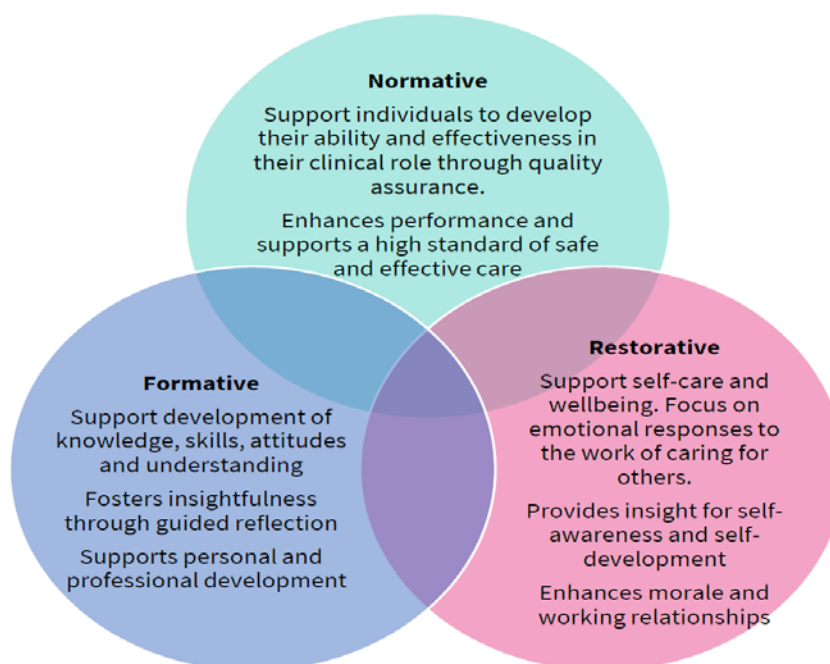 Normative
Support individuals to develop
their ability and effectiveness in
their clinical role through quality
assurance.
Enhances performance and
supports a high standard of safe
and effective care
Formative
Support development of
knowledge, skills, attitudes
and understanding
Fosters insightfulness
through guided reflection
Supports personal and
professional development
Restorative
Support self-care and
wellbeing. Focus on
emotional responses to
the work of caring for
others.
Provides insight for self-
awareness and self-
development
Enhances morale and
working relationships